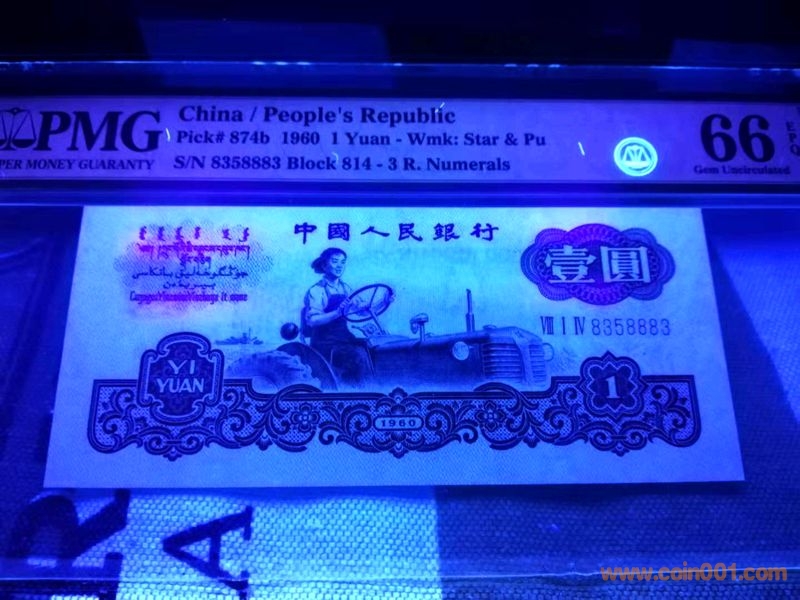 PMG
PER MONEY GUARANTY
China / People's Republic
Pick# 874b 1960 1 Yuan - Wmk: Star & Pu
S/N 8358883 Block 814 - 3 R. Numerals
66
EPQ
Gem Uncirculated
中國人民銀行
壹圓
VIII I IV 8358883
YI
YUAN
1
1960
www.coin001.com